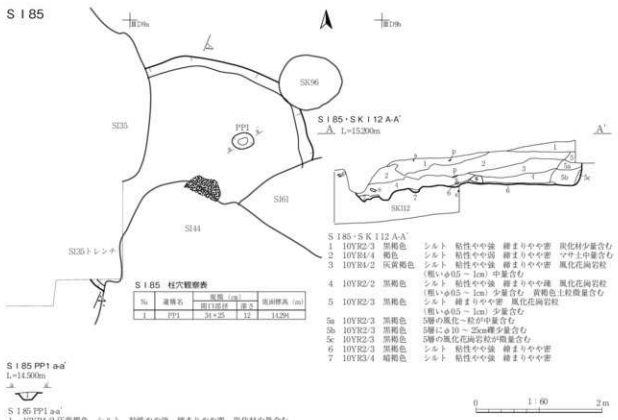 S I 85
ⅢD9a
ⅢD9b
SK96
SI35
PP1
SI61
SI44
SI35トレンチ
S I 85・S K 112 A-A'
A L=15.200m A'
SK112
S I 85・S K 112 A-A'
1 10YR2/3 黒褐色 シルト 粘性やや強 締まりやや密 炭化材少量含む
2 10YR4/4 褐色 シルト 粘性やや弱 締まりやや密 マサ土中量含む
3 10YR4/2 灰黄褐色 シルト 粘性やや強 締まりやや密 風化花崗岩粒
(粗いφ0.5～1cm)中量含む
4 10YR2/2 黒褐色 シルト 粘性やや強 締まりやや疎 風化花崗岩粒
(粗いφ0.5～1cm)少量含む 黄褐色土粒微量含む
5 10YR2/3 黒褐色 シルト 締まりやや密 風化花崗岩粒
(粗いφ0.5～1cm)少量含む
5a 10YR2/3 黒褐色 5層の風化～粒が中量含む
5b 10YR2/3 黒褐色 5層にφ10～25cm礫少量含む
5c 10YR2/3 黒褐色 5層の風化花崗岩粒が微量含む
6 10YR2/3 黒褐色 シルト 粘性やや強 締まりやや密
7 10YR3/4 暗褐色 シルト 粘性やや強 締まりやや密
S I 85 柱穴観察表
No 遺構名 規模(cm) 底面標高(m)
開口部径 深さ
1 PP1 34×25 12 14.294
S I 85 PP1 a-a'
L=14.500m
S I 85 PP1 a-a'
0 1:60 2m